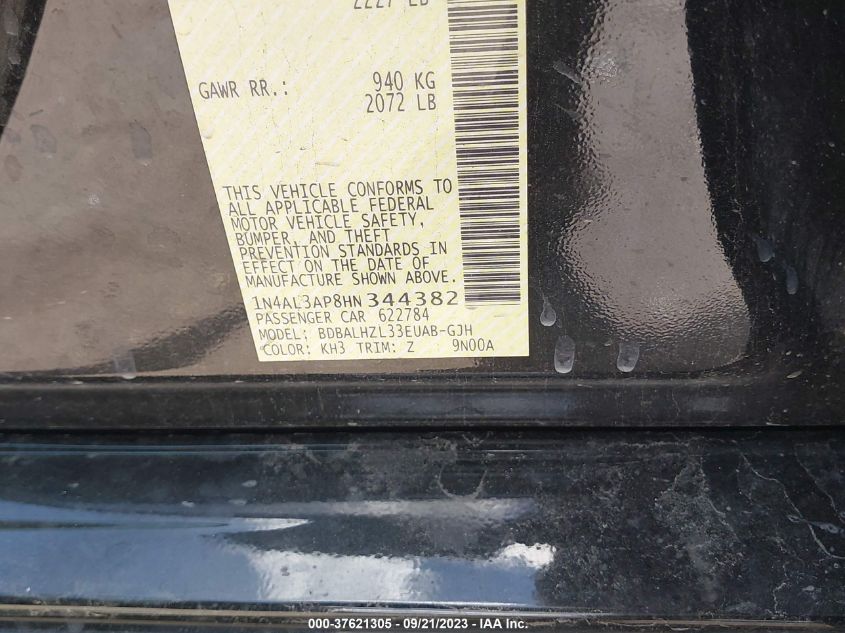 2227 LB
GAWR RR.: 940 KG
2072 LB
THIS VEHICLE CONFORMS TO
ALL APPLICABLE FEDERAL
MOTOR VEHICLE SAFETY,
BUMPER, AND THEFT
PREVENTION STANDARDS IN
EFFECT ON THE DATE OF
MANUFACTURE SHOWN ABOVE.
1N4AL3AP8HN344382
PASSENGER CAR 622784
MODEL: BDBALHZL33EUAB-GJH
COLOR: KH3 TRIM: Z 9N00A
000-37621305 - 09/21/2023 - IAA Inc.